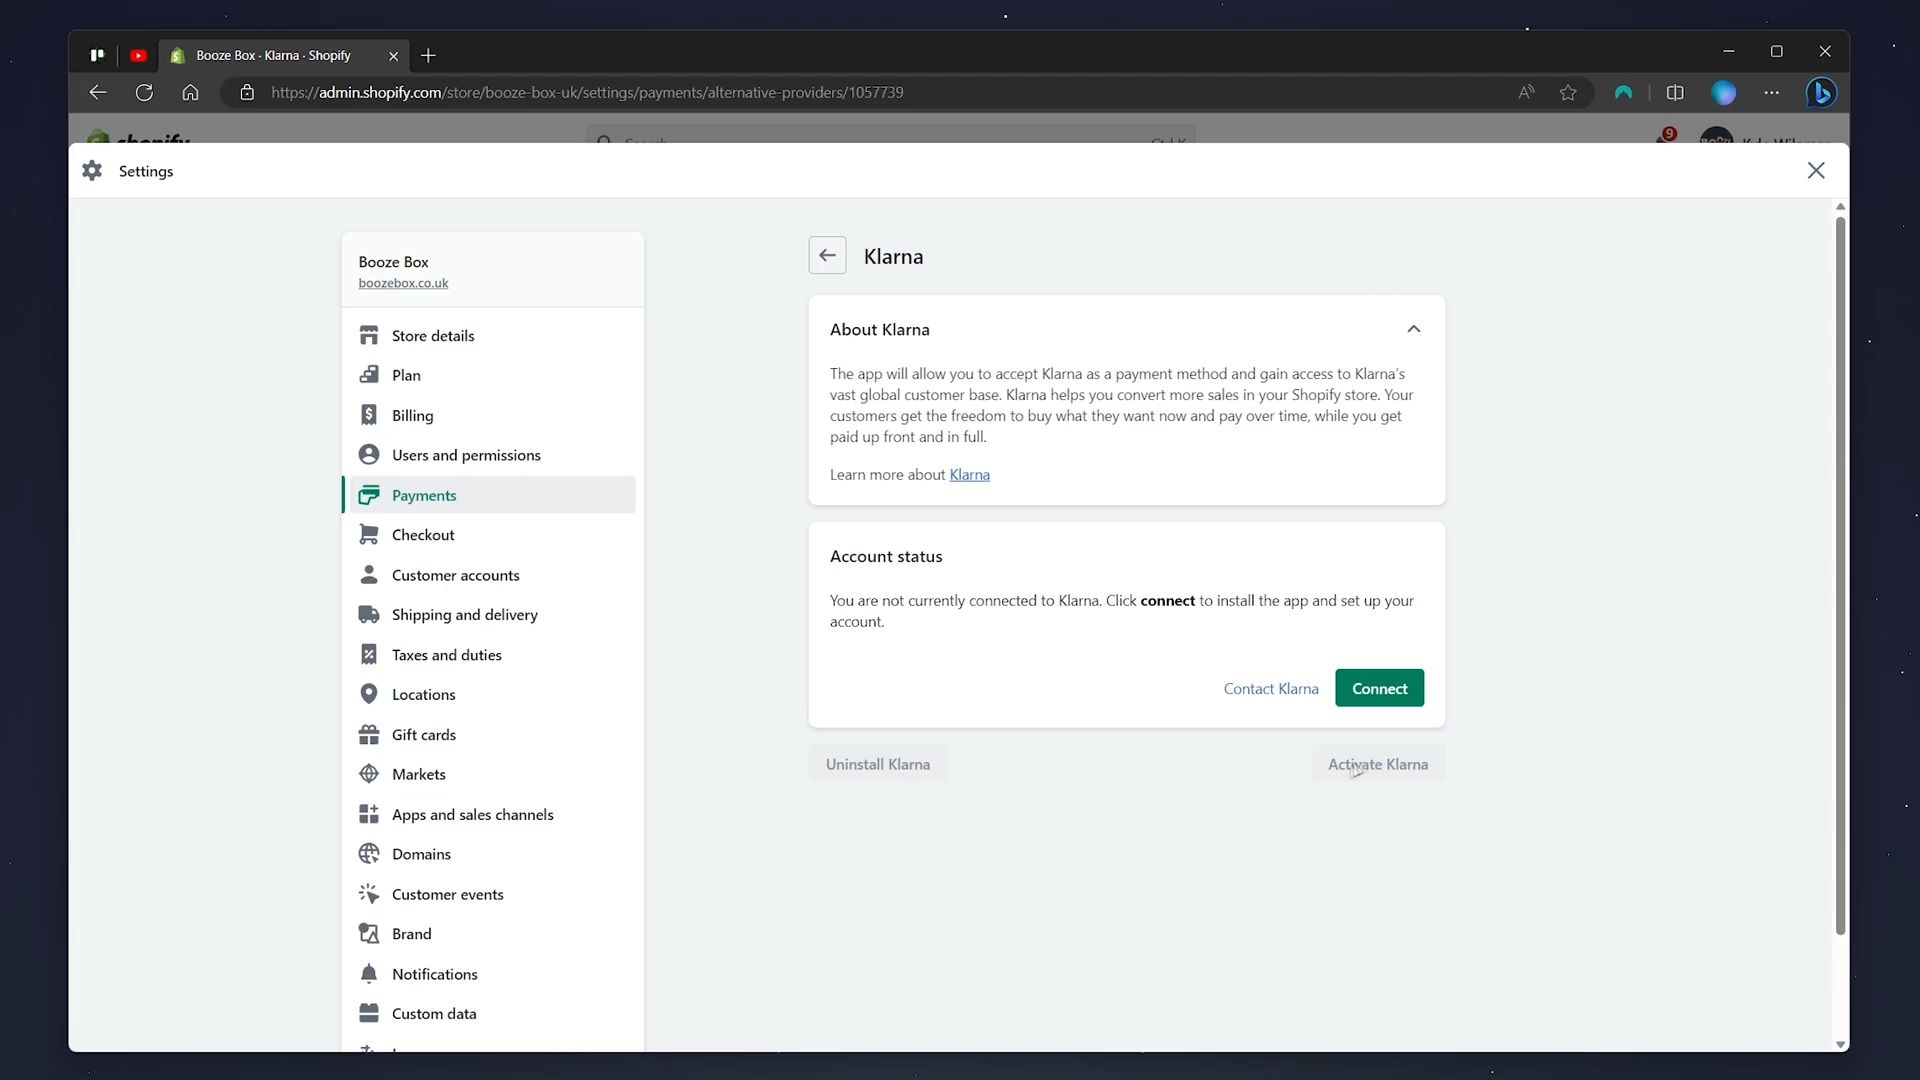 Booze Box · Klarna · Shopify
https://admin.shopify.com/store/booze-box-uk/settings/payments/alternative-providers/1057739
shopify
Search
Ctrl K
9
Settings
Booze Box
boozebox.co.uk
Store details
Plan
Billing
Users and permissions
Payments
Checkout
Customer accounts
Shipping and delivery
Taxes and duties
Locations
Gift cards
Markets
Apps and sales channels
Domains
Customer events
Brand
Notifications
Custom data
Klarna
About Klarna
The app will allow you to accept Klarna as a payment method and gain access to Klarna's
vast global customer base. Klarna helps you convert more sales in your Shopify store. Your
customers get the freedom to buy what they want now and pay over time, while you get
paid up front and in full.
Learn more about Klarna
Account status
You are not currently connected to Klarna. Click connect to install the app and set up your
account.
Contact Klarna
Connect
Uninstall Klarna
Activate Klarna